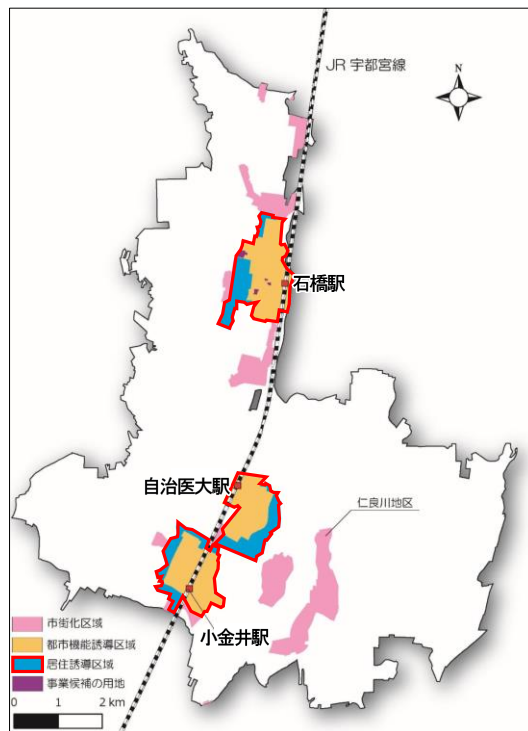 JR 宇都宮線
N
石橋駅
自治医大駅
仁良川地区
小金井駅
市街化区域
都市機能誘導区域
居住誘導区域
事業候補の用地
0 1 2 km